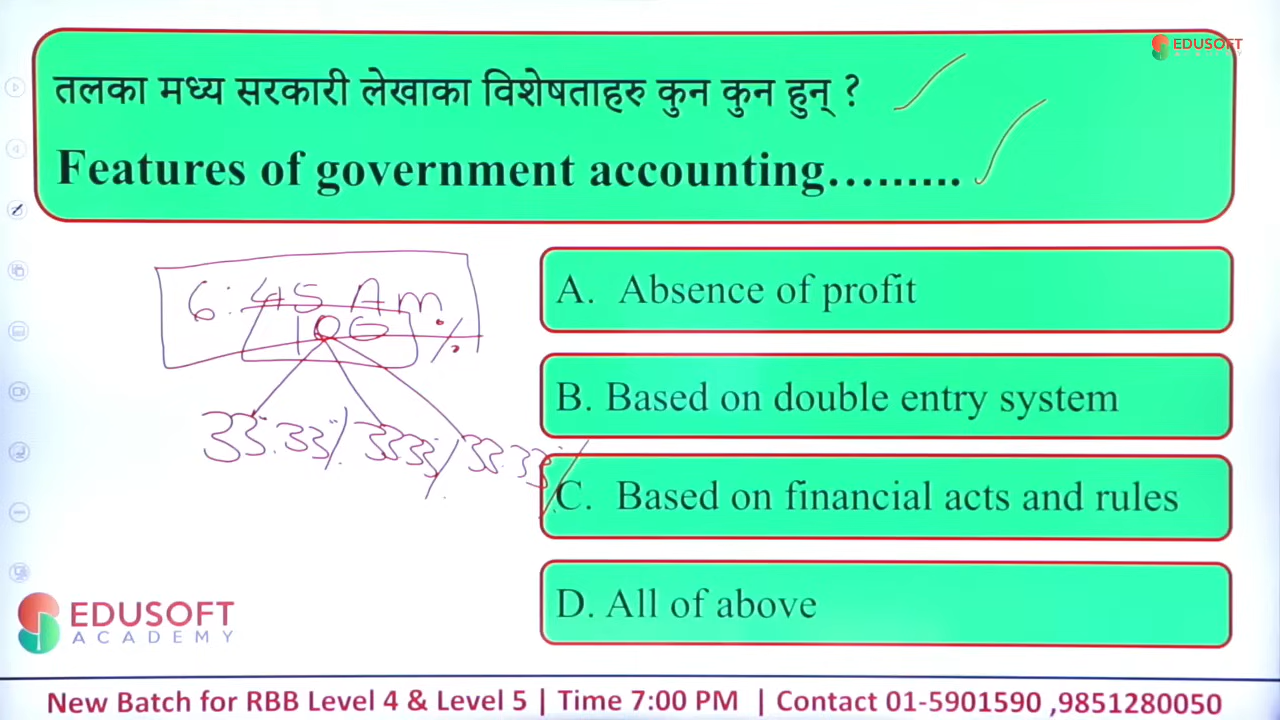 EDUSOFT
ACADEMY
तलका मध्य सरकारी लेखाका विशेषताहरु कुन कुन हुन् ?
Features of government accounting.........
6:45 Am
100 %
33.33% 33.33% 33.33%
A. Absence of profit
B. Based on double entry system
C. Based on financial acts and rules
D. All of above
EDUSOFT
ACADEMY
New Batch for RBB Level 4 & Level 5 | Time 7:00 PM | Contact 01-5901590 ,9851280050